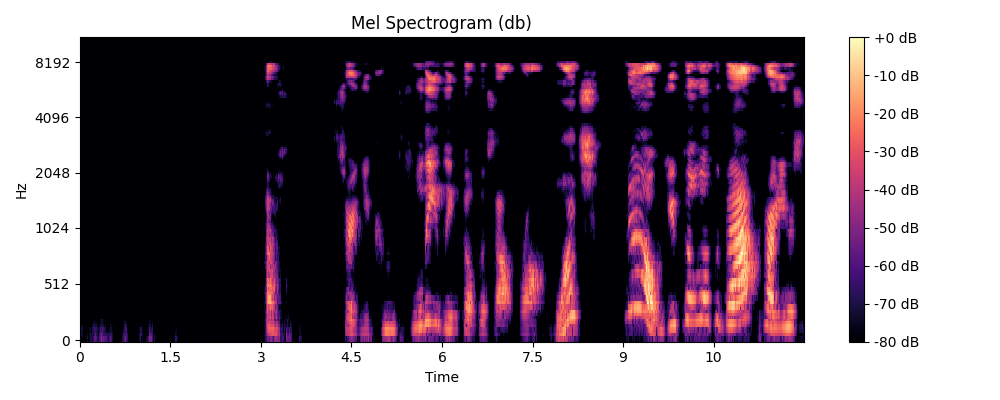 Mel Spectrogram (db)
8192
4096
2048
1024
512
0
Hz
0 1.5 3 4.5 6 7.5 9 10
Time
+0 dB
-10 dB
-20 dB
-30 dB
-40 dB
-50 dB
-60 dB
-70 dB
-80 dB